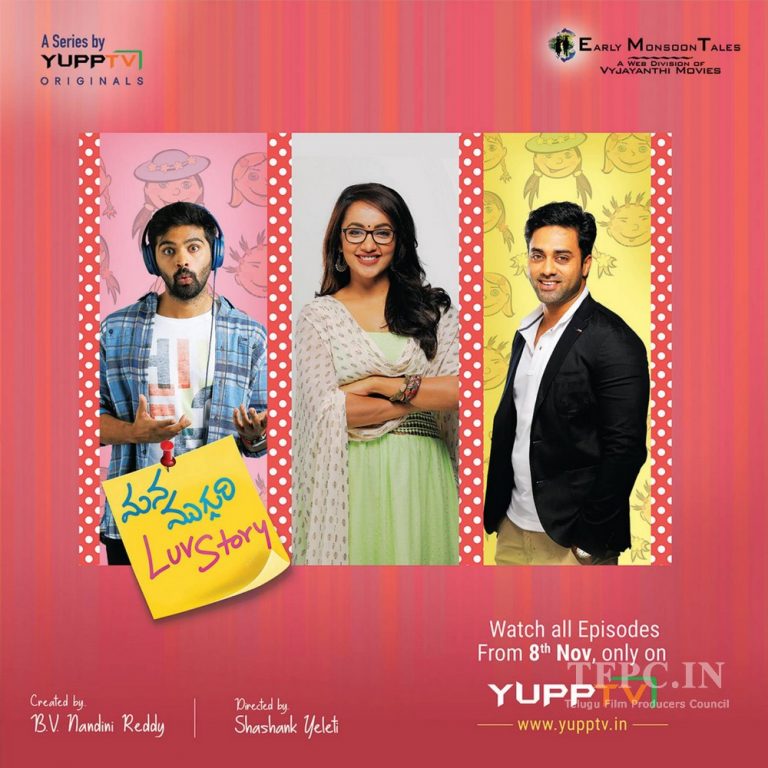 A Series by
YUPPTV
ORIGINALS
EARLY MONSOON TALES
A WEB DIVISION OF
VYJAYANTHI MOVIES
మన
ముగ్గురి
Luv Story
Watch all Episodes
From 8th Nov, only on
TFPC.IN
YUPPTV
Telugu Film Producers Council
www.yupptv.in
Created by.
B.V. Nandini Reddy
Directed by.
Shashank Yeleti